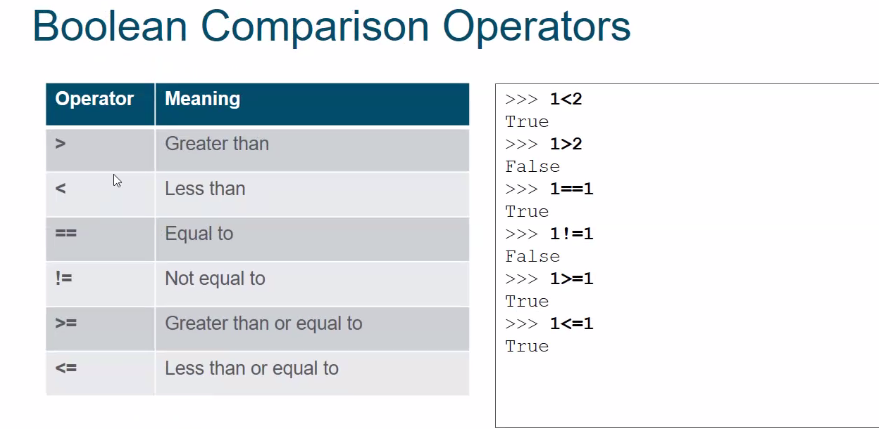 Boolean Comparison Operators
Operator Meaning
> Greater than
< Less than
== Equal to
!= Not equal to
>= Greater than or equal to
<= Less than or equal to
>>> 1<2
True
>>> 1>2
False
>>> 1==1
True
>>> 1!=1
False
>>> 1>=1
True
>>> 1<=1
True